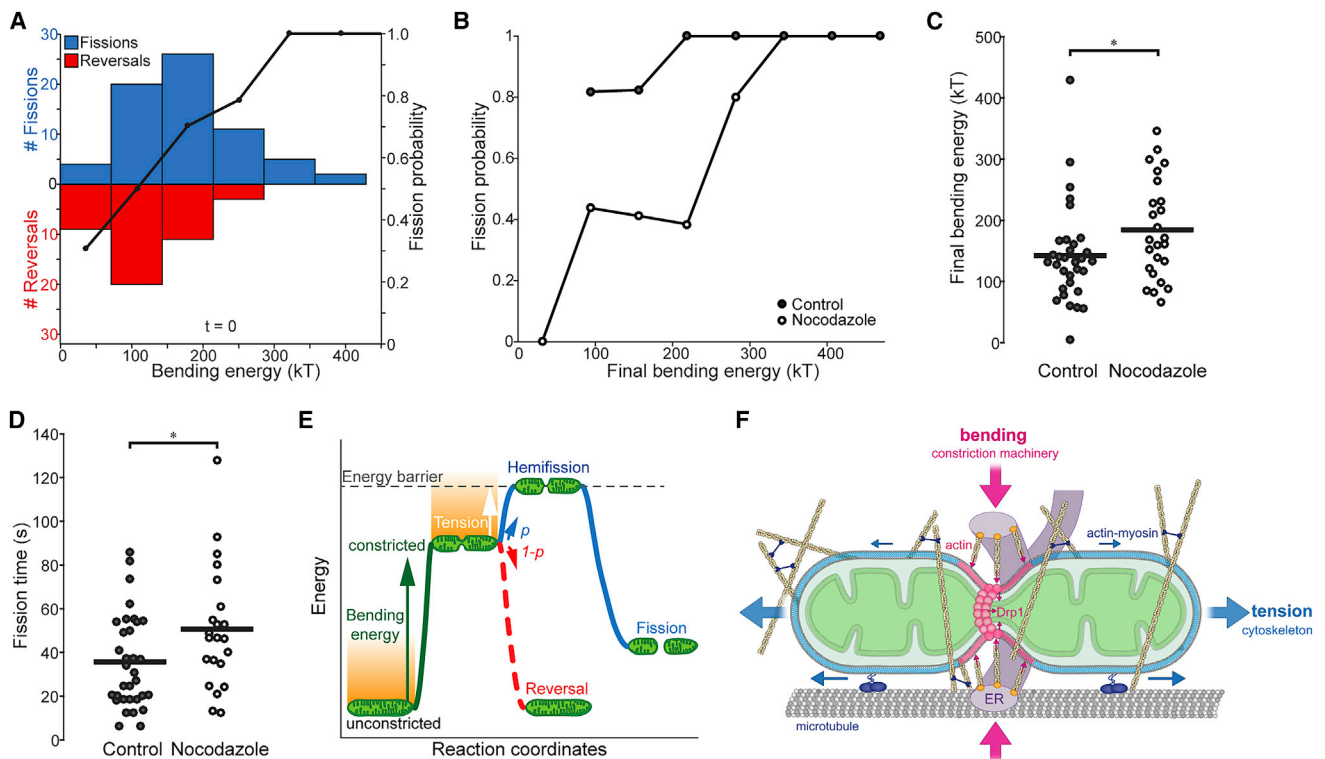 A
Fissions
Reversals
# Fissions
# Reversals
30
20
10
0
10
20
30
t = 0
0
100
200
300
400
Bending energy (kT)
1.0
0.8
0.6
0.4
0.2
0
Fission probability
B
Fission probability
1
0.8
0.6
0.4
0.2
0
Control
Nocodazole
0
100
200
300
400
Final bending energy (kT)
C
Final bending energy (kT)
500
400
300
200
100
0
*
Control
Nocodazole
D
Fission time (s)
140
120
100
80
60
40
20
0
*
Control
Nocodazole
E
Energy
Energy barrier
Hemifission
Tension
p
1-p
constricted
Bending
energy
Fission
Reversal
unconstricted
Reaction coordinates
F
bending
constriction machinery
actin
actin-myosin
Drp1
tension
cytoskeleton
ER
microtubule